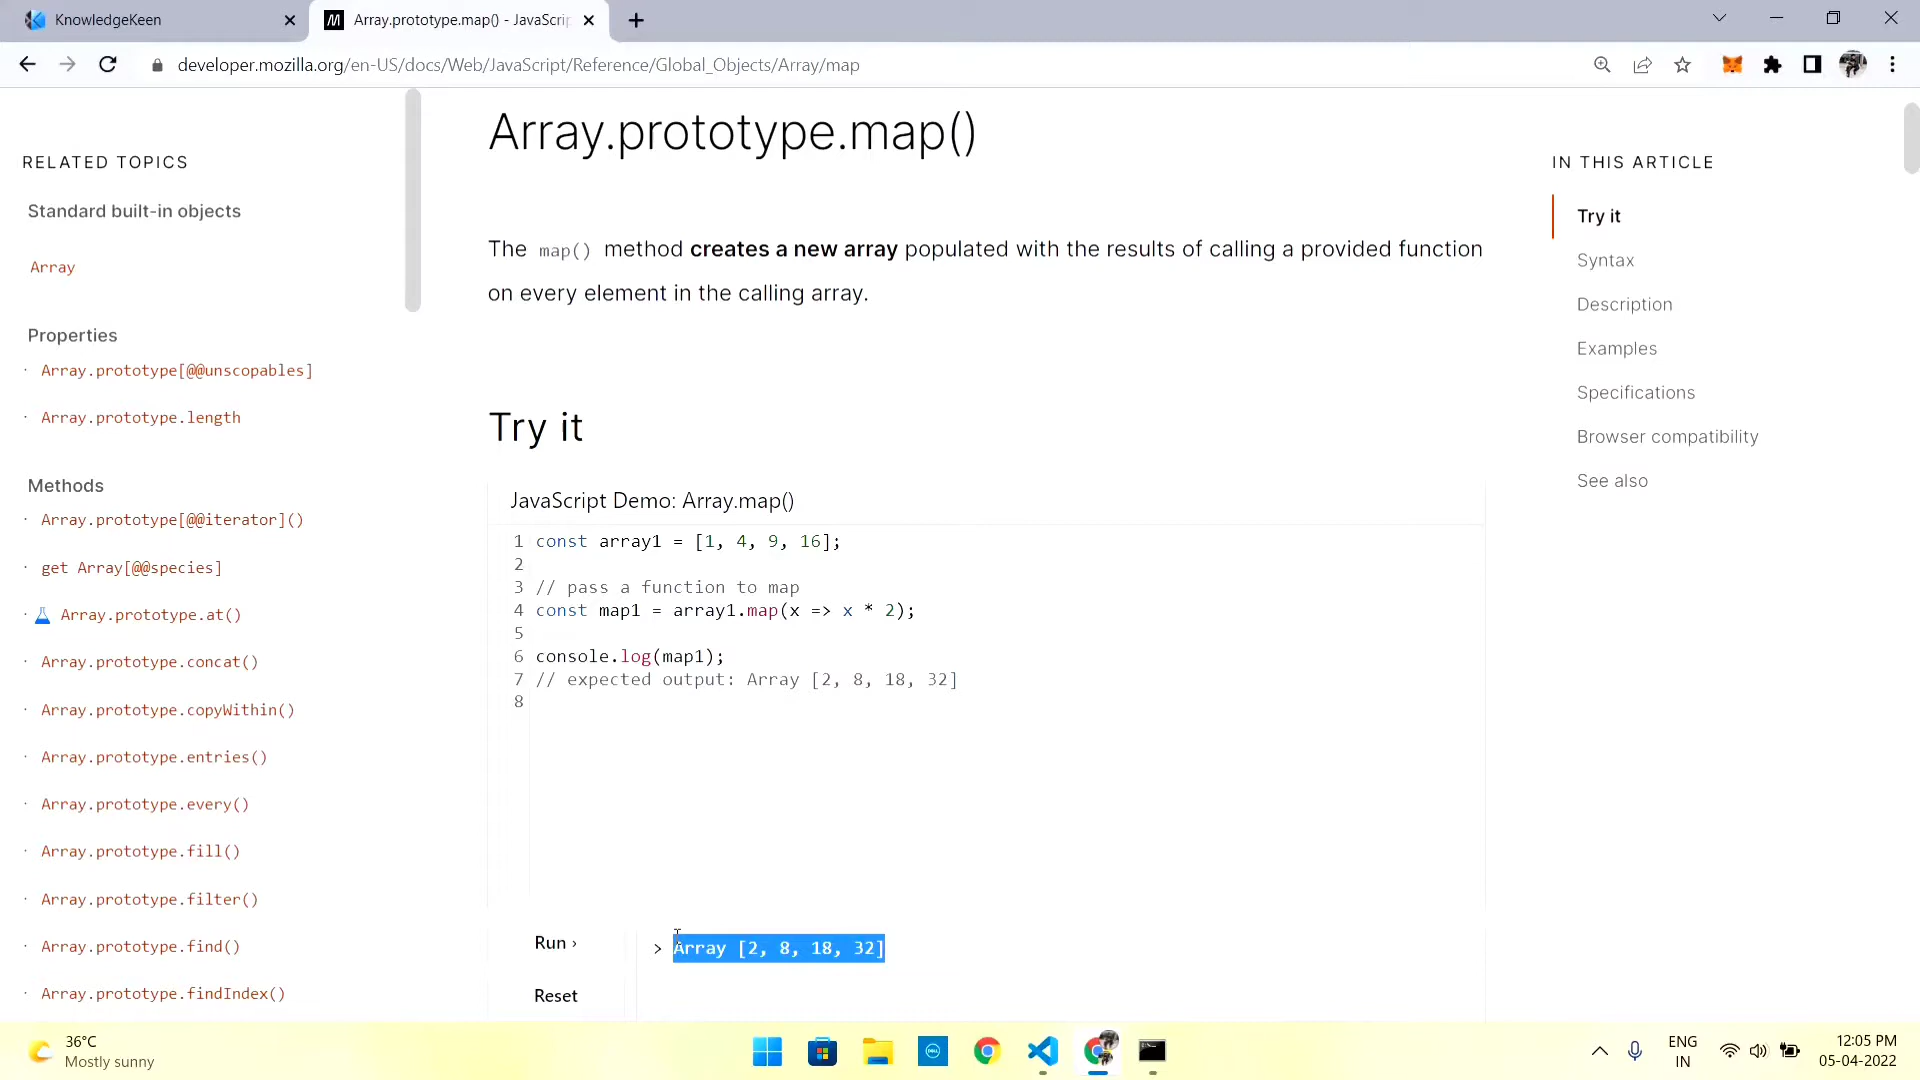 KnowledgeKeen
Array.prototype.map() - JavaScrip
developer.mozilla.org/en-US/docs/Web/JavaScript/Reference/Global_Objects/Array/map
RELATED TOPICS
Standard built-in objects
Array
Properties
Array.prototype[@@unscopables]
Array.prototype.length
Methods
Array.prototype[@@iterator]()
get Array[@@species]
Array.prototype.at()
Array.prototype.concat()
Array.prototype.copyWithin()
Array.prototype.entries()
Array.prototype.every()
Array.prototype.fill()
Array.prototype.filter()
Array.prototype.find()
Array.prototype.findIndex()
Array.prototype.map()
The map() method creates a new array populated with the results of calling a provided function
on every element in the calling array.
Try it
JavaScript Demo: Array.map()
1 const array1 = [1, 4, 9, 16];
2
3 // pass a function to map
4 const map1 = array1.map(x => x * 2);
5
6 console.log(map1);
7 // expected output: Array [2, 8, 18, 32]
8
Run ›
> Array [2, 8, 18, 32]
Reset
IN THIS ARTICLE
Try it
Syntax
Description
Examples
Specifications
Browser compatibility
See also
36°C
Mostly sunny
ENG
IN
12:05 PM
05-04-2022